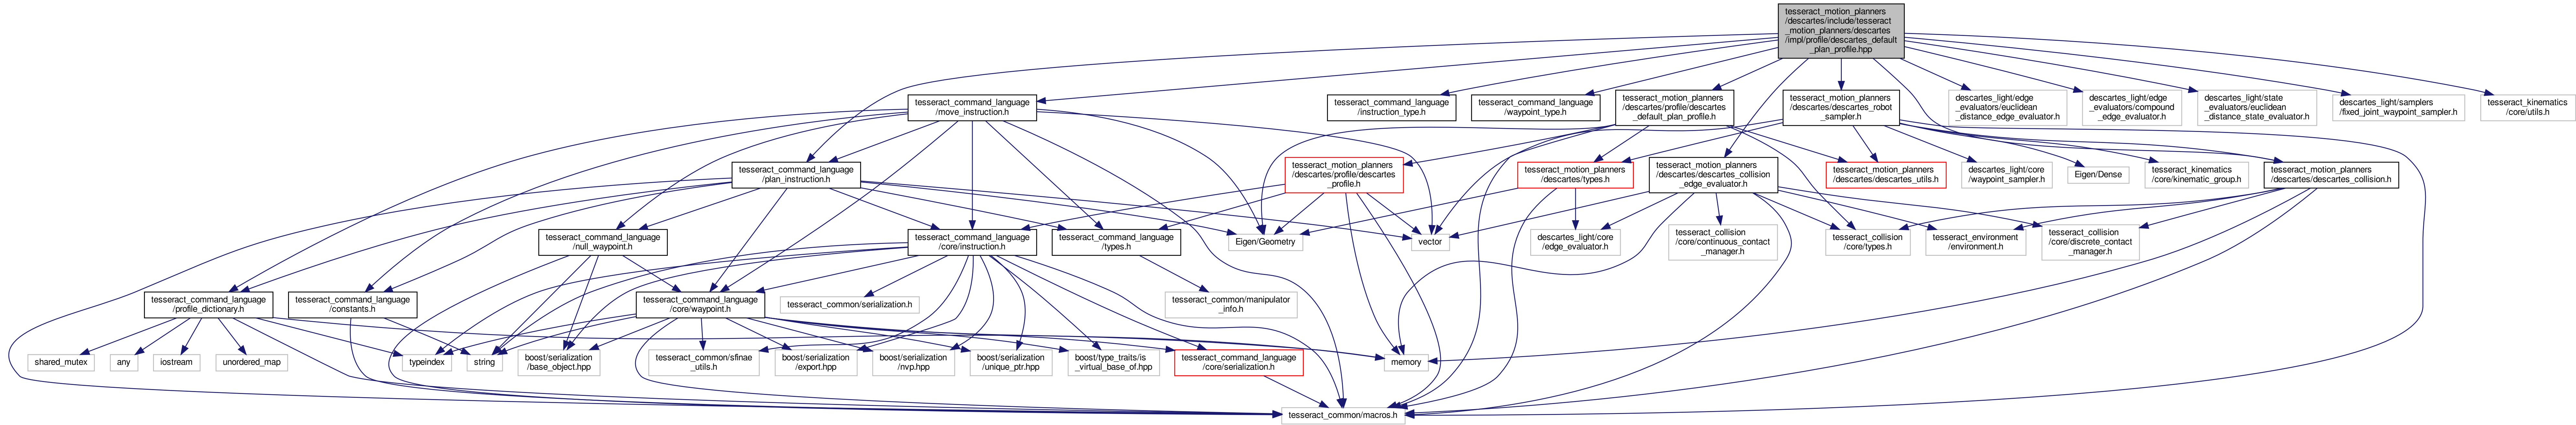 tesseract_motion_planners
/descartes/include/tesseract
_motion_planners/descartes
/impl/profile/descartes_default
_plan_profile.hpp
tesseract_command_language
/move_instruction.h
tesseract_command_language
/instruction_type.h
tesseract_command_language
/waypoint_type.h
tesseract_motion_planners
/descartes/profile/descartes
_default_plan_profile.h
tesseract_motion_planners
/descartes/descartes_robot
_sampler.h
descartes_light/edge
_evaluators/euclidean
_distance_edge_evaluator.h
descartes_light/edge
_evaluators/compound
_edge_evaluator.h
descartes_light/state
_evaluators/euclidean
_distance_state_evaluator.h
descartes_light/samplers
/fixed_joint_waypoint_sampler.h
tesseract_kinematics
/core/utils.h
tesseract_command_language
/plan_instruction.h
tesseract_motion_planners
/descartes/profile/descartes
_profile.h
tesseract_motion_planners
/descartes/types.h
tesseract_motion_planners
/descartes/descartes_collision
_edge_evaluator.h
tesseract_motion_planners
/descartes/descartes_utils.h
descartes_light/core
/waypoint_sampler.h
Eigen/Dense
tesseract_kinematics
/core/kinematic_group.h
tesseract_motion_planners
/descartes/descartes_collision.h
tesseract_command_language
/null_waypoint.h
tesseract_command_language
/core/instruction.h
tesseract_command_language
/types.h
Eigen/Geometry
vector
descartes_light/core
/edge_evaluator.h
tesseract_collision
/core/continuous_contact
_manager.h
tesseract_collision
/core/types.h
tesseract_environment
/environment.h
tesseract_collision
/core/discrete_contact
_manager.h
tesseract_command_language
/profile_dictionary.h
tesseract_command_language
/constants.h
tesseract_command_language
/core/waypoint.h
tesseract_common/serialization.h
tesseract_common/manipulator
_info.h
shared_mutex
any
iostream
unordered_map
typeindex
string
boost/serialization
/base_object.hpp
tesseract_common/sfinae
_utils.h
boost/serialization
/export.hpp
boost/serialization
/nvp.hpp
boost/serialization
/unique_ptr.hpp
boost/type_traits/is
_virtual_base_of.hpp
tesseract_command_language
/core/serialization.h
memory
tesseract_common/macros.h